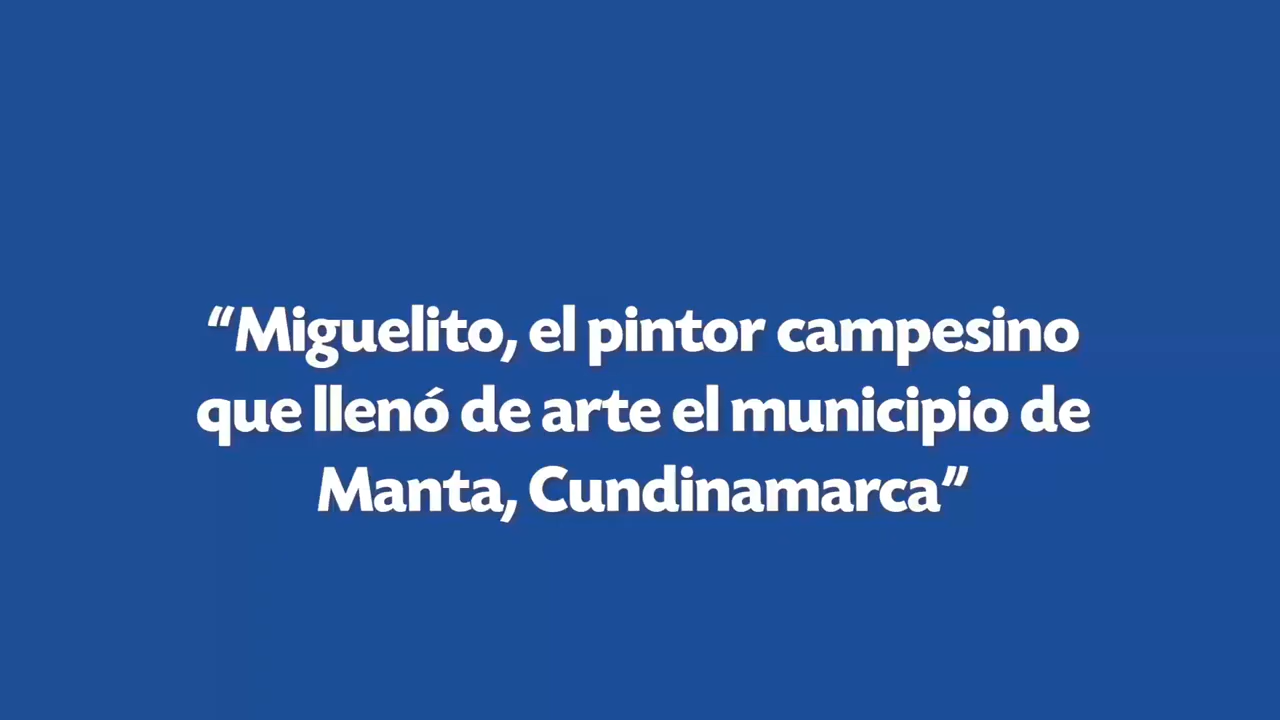 “Miguelito, el pintor campesino
que llenó de arte el municipio de
Manta, Cundinamarca”